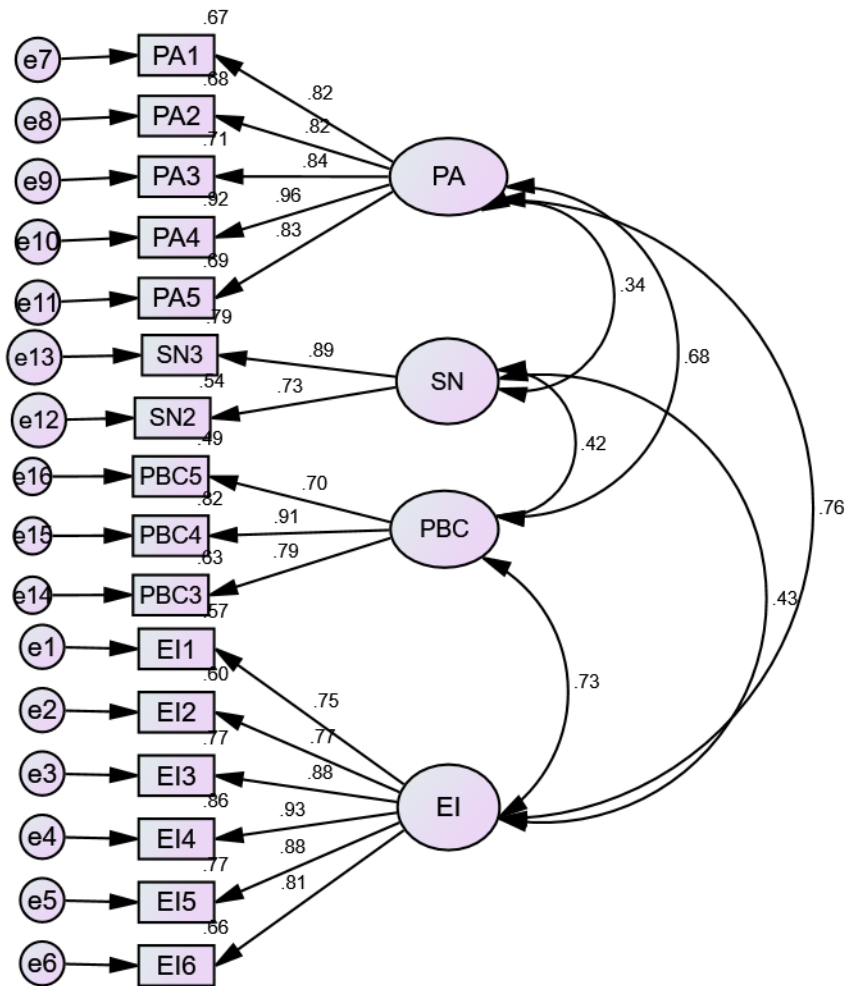 .67
e7 PA1
.82
.68
e8 PA2
.82
.71
e9 PA3
.84
PA
.92
e10 PA4
.96
.69
e11 PA5
.83
.34
.79
e13 SN3
.89
SN
.68
.54
e12 SN2
.73
.49
.42
e16 PBC5
.70
.82
e15 PBC4
.91
PBC
.76
.63
e14 PBC3
.79
.57
.43
e1 EI1
.75
.60
e2 EI2
.77
.73
.77
e3 EI3
.88
.86
e4 EI4
.93
EI
.77
e5 EI5
.88
.66
e6 EI6
.81